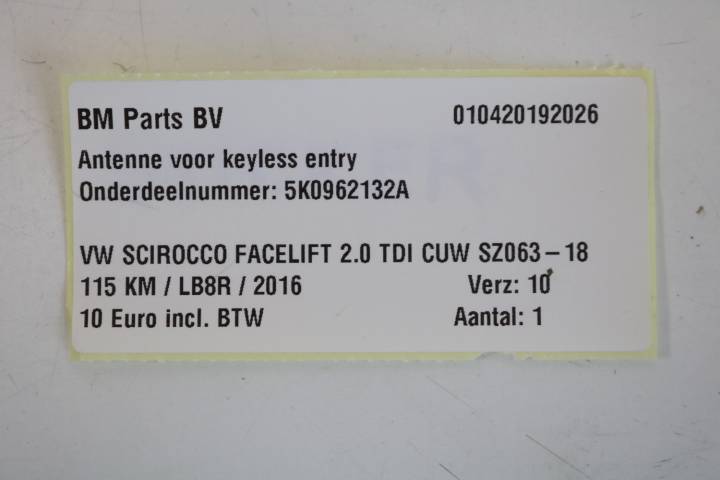 BM Parts BV 010420192026
Antenne voor keyless entry
Onderdeelnummer: 5K0962132A
VW SCIROCCO FACELIFT 2.0 TDI CUW SZ063-18
115 KM / LB8R / 2016 Verz: 10
10 Euro incl. BTW Aantal: 1